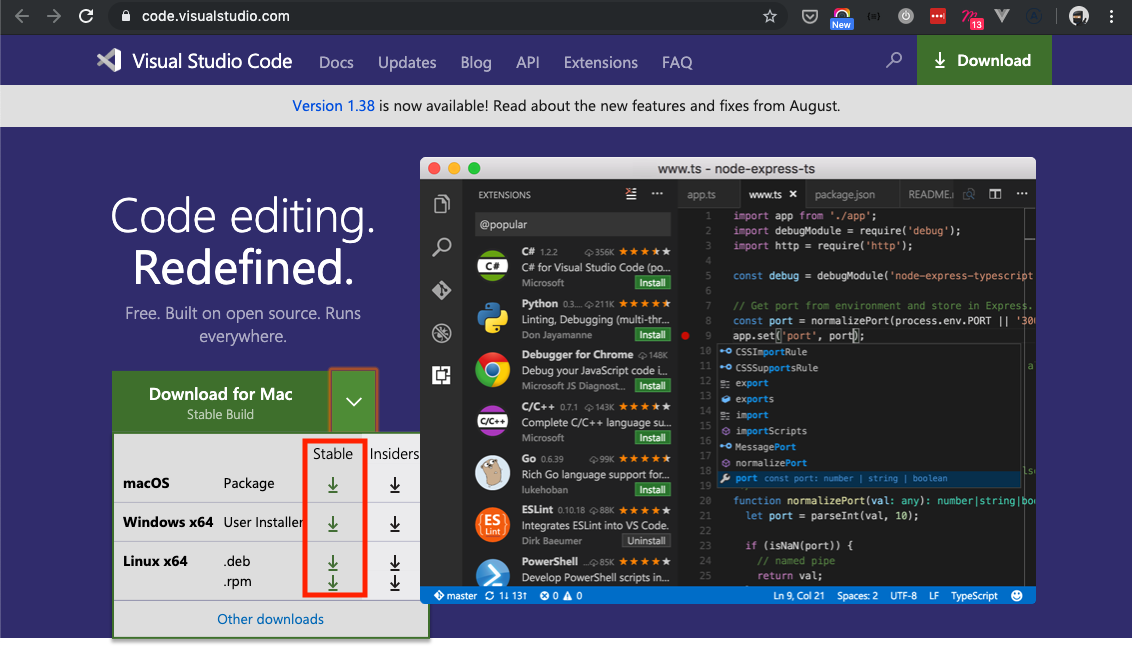 code.visualstudio.com
New
13
Visual Studio Code
Docs
Updates
Blog
API
Extensions
FAQ
Download
Version 1.38 is now available! Read about the new features and fixes from August.
Code editing.
Redefined.
Free. Built on open source. Runs
everywhere.
Download for Mac
Stable Build
Stable Insiders
macOS Package
Windows x64 User Installer
Linux x64 .deb
.rpm
Other downloads
www.ts - node-express-ts
EXTENSIONS
@popular
C# 1.2.2 356K
C# for Visual Studio Code (po...
Microsoft Install
Python 0.3... 211K
Linting, Debugging (multi-thr...
Don Jayamanne Install
Debugger for Chrome 148K
Debug your JavaScript code i...
Microsoft JS Diagnost... Install
C/C++ 0.7.1 143K
Complete C/C++ language su...
Microsoft Install
Go 0.6.39 99K
Rich Go language support for...
lukehoban Install
ESLint 0.10.18 88K
Integrates ESLint into VS Code.
Dirk Baeumer Uninstall
PowerShell ... 85K
Develop PowerShell scripts in...
C#
C/C++
ES
Lint
app.ts www.ts package.json README.
1 import app from './app';
2 import debugModule = require('debug');
3 import http = require('http');
4
5 const debug = debugModule('node-express-typescript
6
7 // Get port from environment and store in Express.
8 const port = normalizePort(process.env.PORT || '300
9 app.set('port', port);
10 CSSImportRule
11 CSSSupportsRule
12 export
13 exports
14 import
15 importScripts
16 MessagePort
17 normalizePort
18 port const port: number | string | boolean
20 function normalizePort(val: any): number|string|boo
21 let port = parseInt(val, 10);
22
23 if (isNaN(port)) {
24 // named pipe
25 return val;
master 1↓ 13↑ 0 0
Ln 9, Col 21 Spaces: 2 UTF-8 LF TypeScript